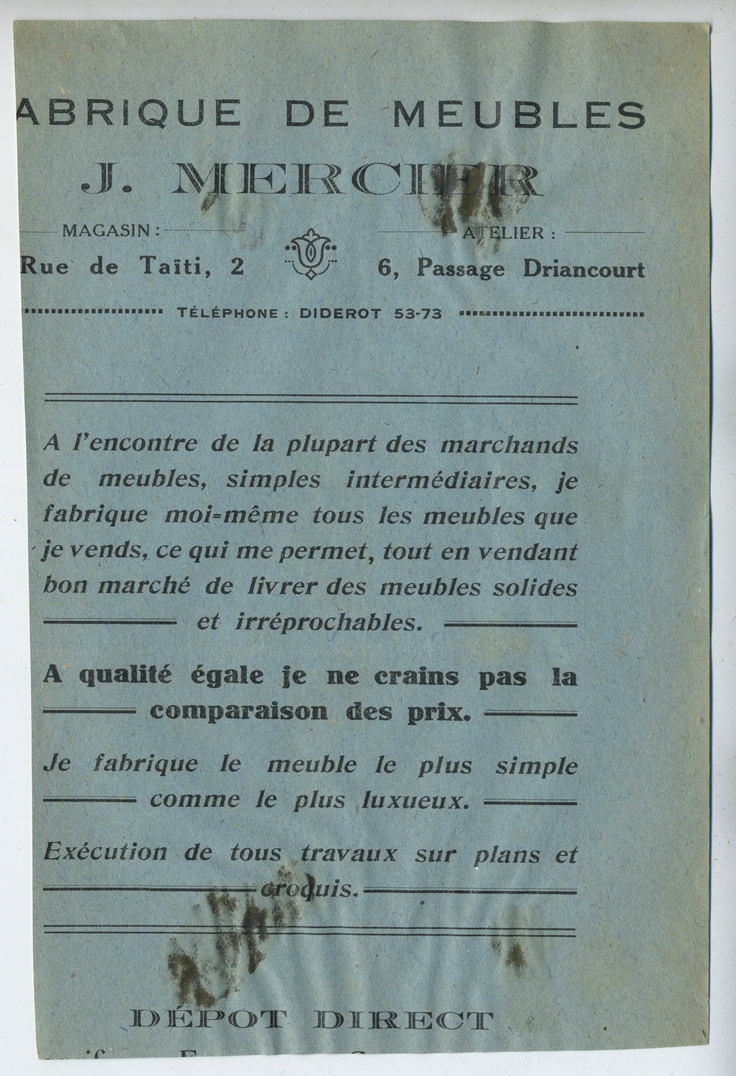 ABRIQUE DE MEUBLES
J. MERCIER
MAGASIN :
Rue de Taïti, 2
ATELIER :
6, Passage Driancourt
TÉLÉPHONE : DIDEROT 53-73
A l'encontre de la plupart des marchands
de meubles, simples intermédiaires, je
fabrique moi-même tous les meubles que
je vends, ce qui me permet, tout en vendant
bon marché de livrer des meubles solides
et irréprochables.
A qualité égale je ne crains pas la
comparaison des prix.
Je fabrique le meuble le plus simple
comme le plus luxueux.
Exécution de tous travaux sur plans et
croquis.
DÉPOT DIRECT